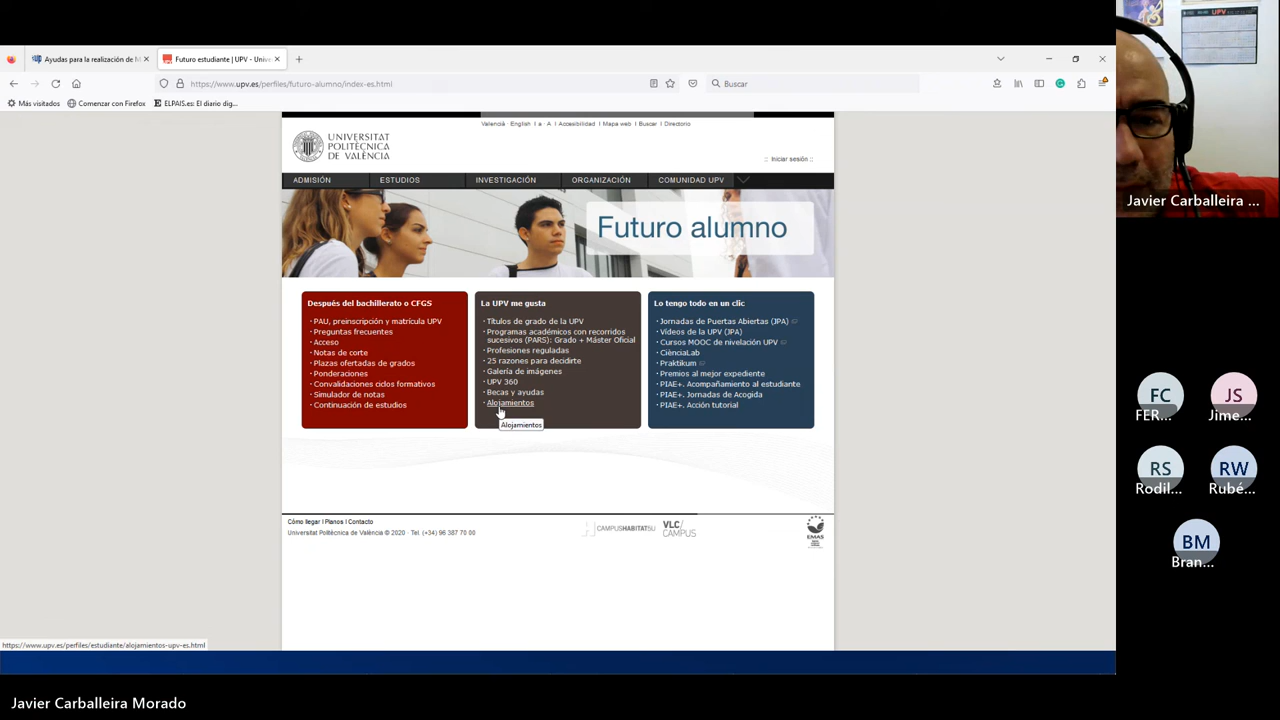 Ayudas para la realización de M
Futuro estudiante | UPV - Unive
https://www.upv.es/perfiles/futuro-alumno/index-es.html
Buscar
Más visitados
Comenzar con Firefox
ELPAIS.es: El diario dig...
Valencià · English I a · A I Accesibilidad I Mapa web I Buscar I Directorio
UNIVERSITAT
POLITÈCNICA
DE VALÈNCIA
:: Iniciar sesión ::
ADMISIÓN ESTUDIOS INVESTIGACIÓN ORGANIZACIÓN COMUNIDAD UPV
Futuro alumno
Después del bachillerato o CFGS
· PAU, preinscripción y matrícula UPV
· Preguntas frecuentes
· Acceso
· Notas de corte
· Plazas ofertadas de grados
· Ponderaciones
· Convalidaciones ciclos formativos
· Simulador de notas
· Continuación de estudios
La UPV me gusta
· Títulos de grado de la UPV
· Programas académicos con recorridos
sucesivos (PARS): Grado + Máster Oficial
· Profesiones reguladas
· 25 razones para decidirte
· Galería de imágenes
· UPV 360
· Becas y ayudas
· Alojamientos
Alojamientos
Lo tengo todo en un clic
· Jornadas de Puertas Abiertas (JPA)
· Vídeos de la UPV (JPA)
· Cursos MOOC de nivelación UPV
· CiènciaLab
· Praktikum
· Premios al mejor expediente
· PIAE+. Acompañamiento al estudiante
· PIAE+. Jornadas de Acogida
· PIAE+. Acción tutorial
Cómo llegar I Planos I Contacto
Universitat Politècnica de València © 2020 · Tel. (+34) 96 387 70 00
CAMPUSHABITAT5U
VLC/
CAMPUS
EMAS
https://www.upv.es/perfiles/estudiante/alojamientos-upv-es.html
UPV
Javier Carballeira ...
FC
FER...
JS
Jime...
RS
Rodil...
RW
Rubé...
BM
Bran...
Javier Carballeira Morado